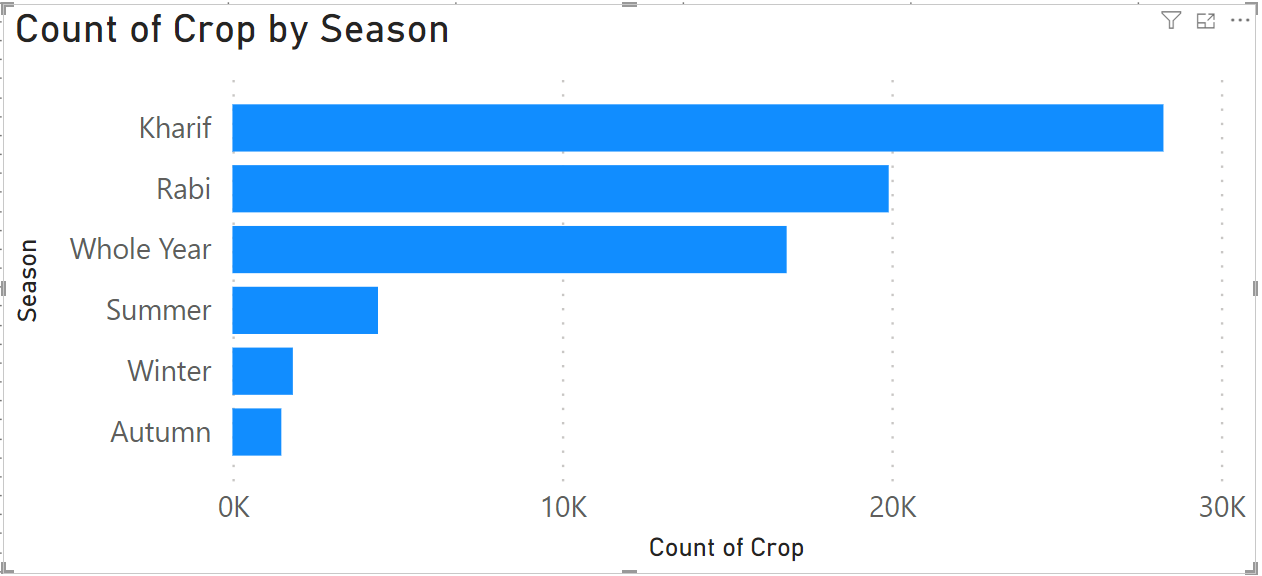 Count of Crop by Season
Season
Kharif
Rabi
Whole Year
Summer
Winter
Autumn
0K 10K 20K 30K
Count of Crop